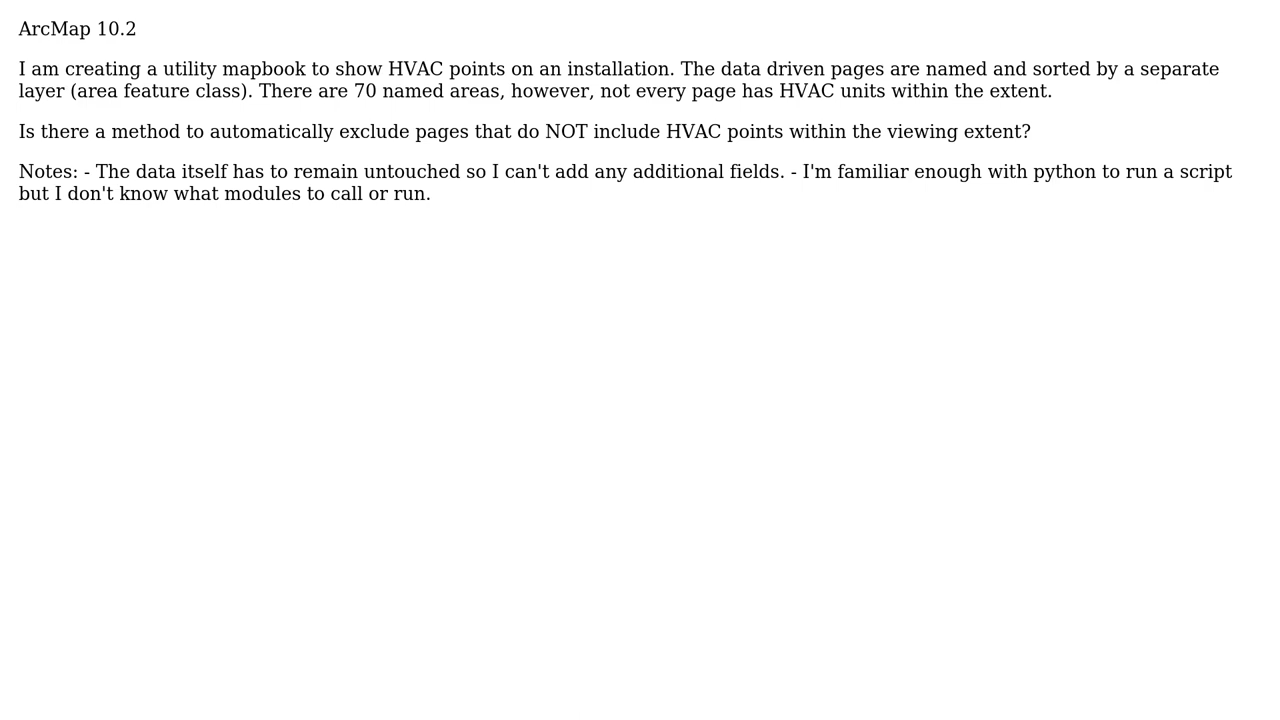 ArcMap 10.2
I am creating a utility mapbook to show HVAC points on an installation. The data driven pages are named and sorted by a separate
layer (area feature class). There are 70 named areas, however, not every page has HVAC units within the extent.
Is there a method to automatically exclude pages that do NOT include HVAC points within the viewing extent?
Notes: - The data itself has to remain untouched so I can't add any additional fields. - I'm familiar enough with python to run a script
but I don't know what modules to call or run.